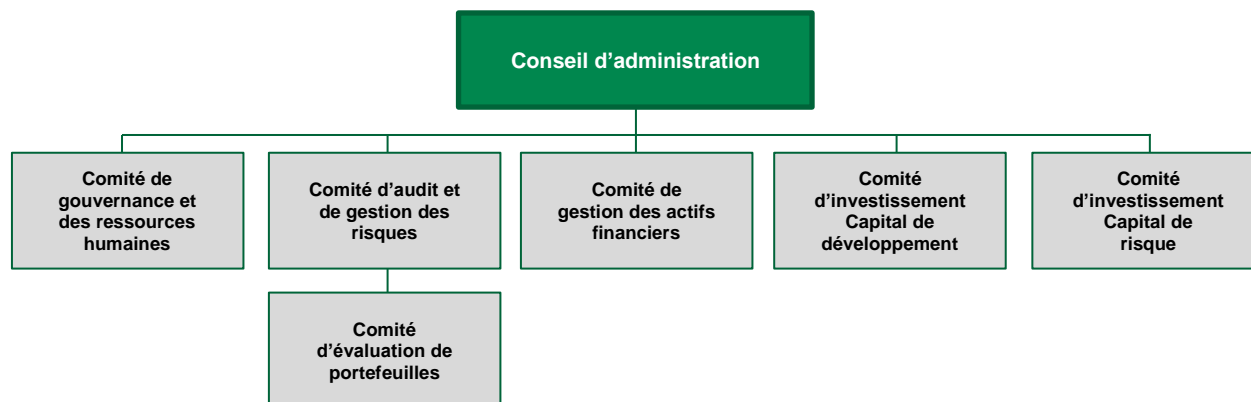 Conseil d’administration
Comité de
gouvernance et
des ressources
humaines
Comité d’audit et
de gestion des
risques
Comité de
gestion des actifs
financiers
Comité
d’investissement
Capital de
développement
Comité
d’investissement
Capital de
risque
Comité
d’évaluation de
portefeuilles